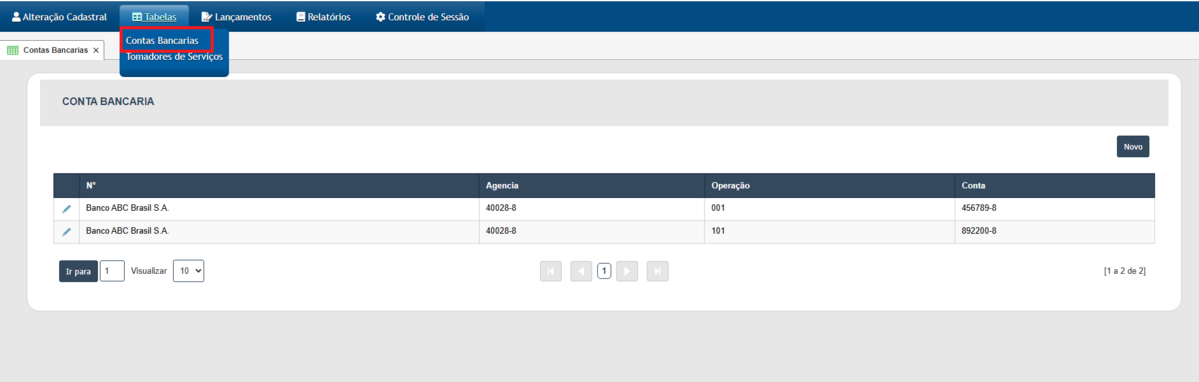 Alteração Cadastral Tabelas Lançamentos Relatórios Controle de Sessão
Contas Bancarias
Tomadores de Serviços
Contas Bancarias X
CONTA BANCARIA
Novo
N° Agencia Operação Conta
Banco ABC Brasil S.A. 40028-8 001 456789-8
Banco ABC Brasil S.A. 40028-8 101 892200-8
Ir para 1 Visualizar 10 1 [1 a 2 de 2]